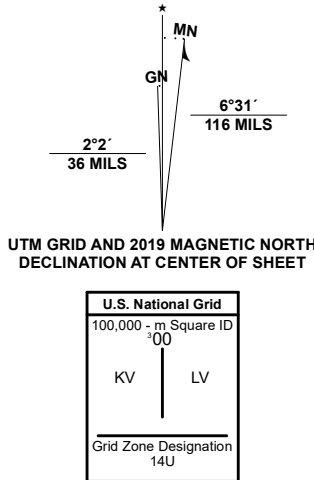 ★
MN
GN
6°31´
116 MILS
2°2´
36 MILS
UTM GRID AND 2019 MAGNETIC NORTH
DECLINATION AT CENTER OF SHEET
U.S. National Grid
100,000 - m Square ID
³00
KV LV
Grid Zone Designation
14U